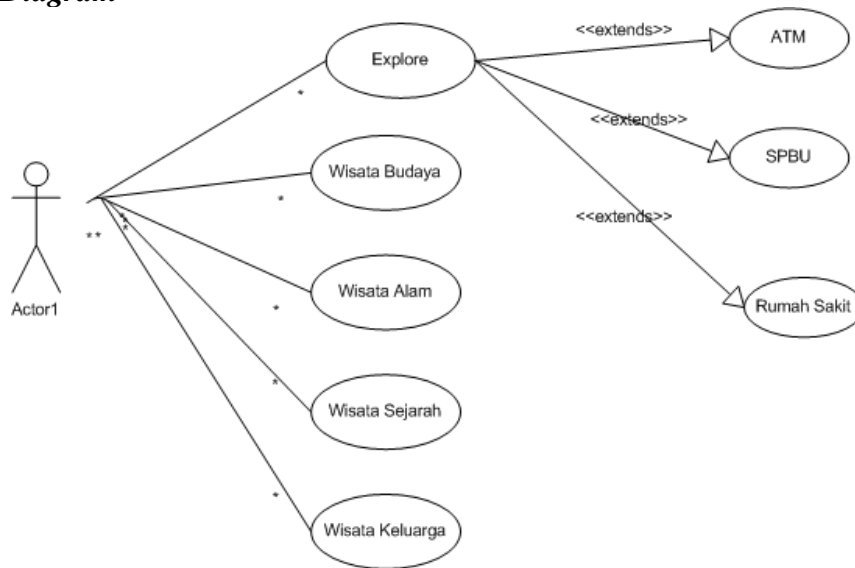 Diagram
Explore
<<extends>>
ATM
*
<<extends>>
SPBU
Wisata Budaya
*
<<extends>>
* *
*
*
*
Actor1
Wisata Alam
*
Rumah Sakit
*
Wisata Sejarah
*
Wisata Keluarga